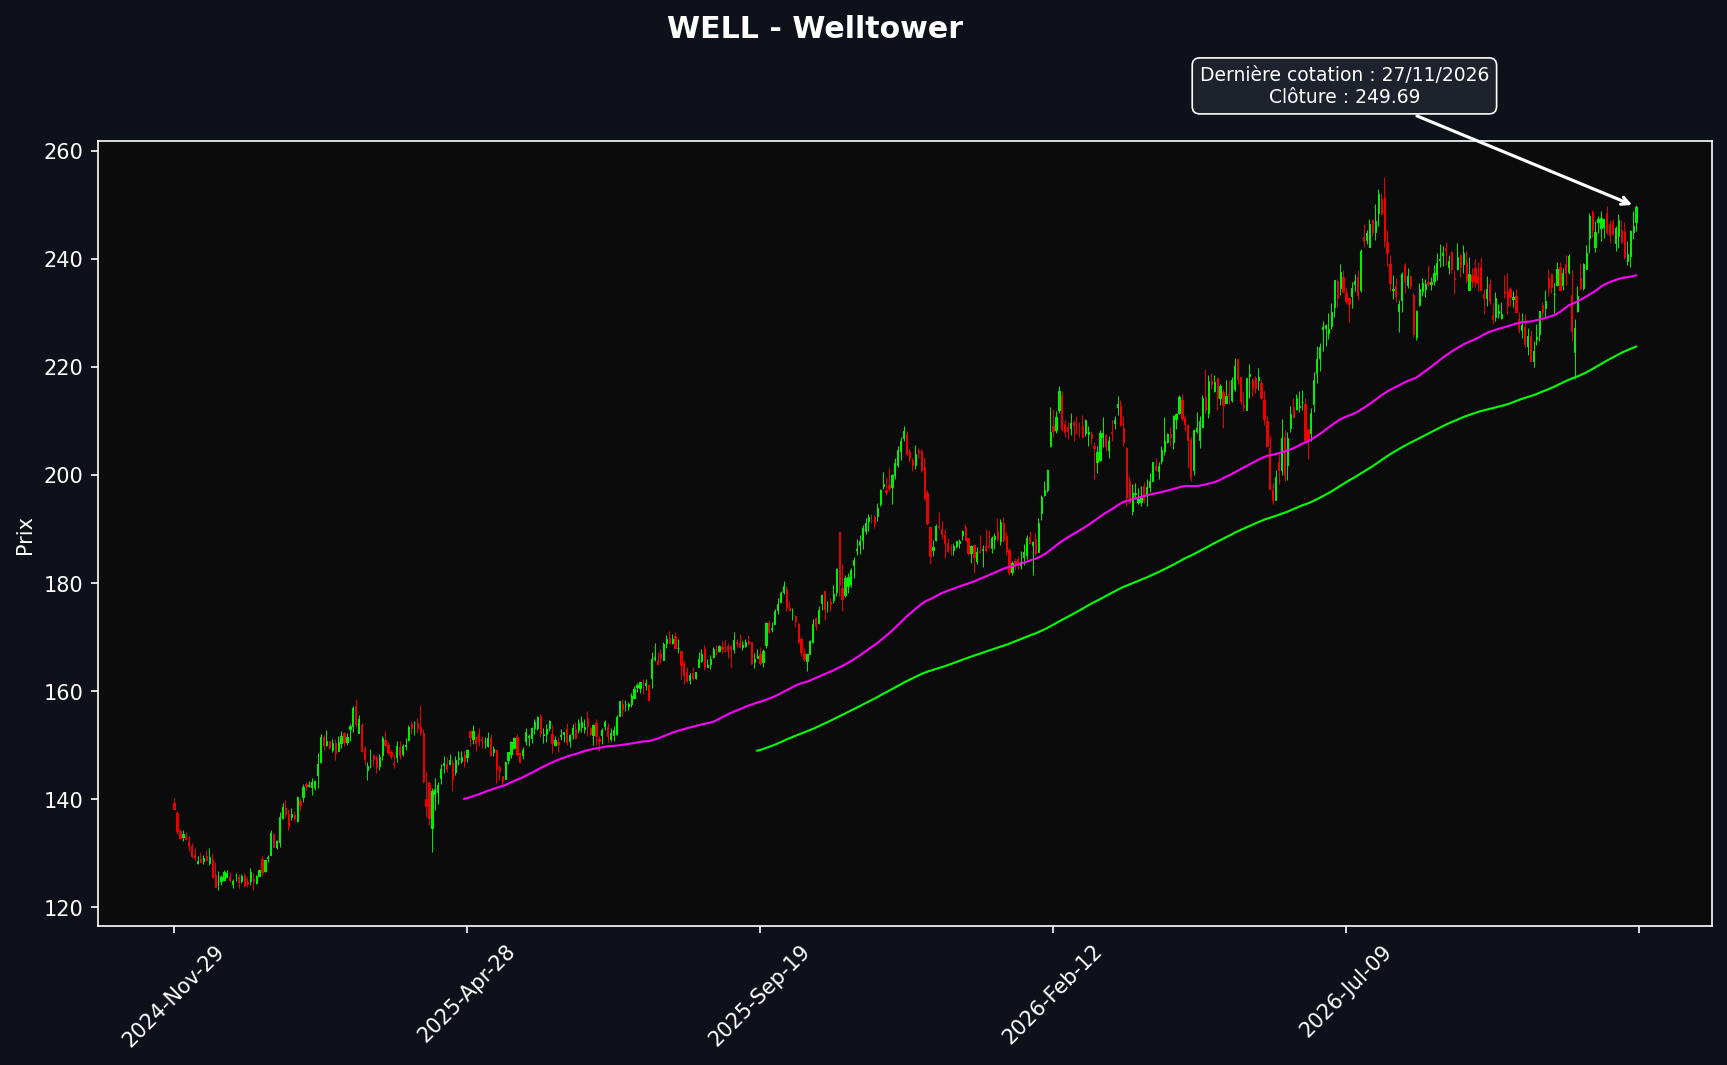 WELL - Welltower
Dernière cotation : 27/11/2026
Clôture : 249.69
260
240
220
200
180
160
140
120
Prix
2024-Nov-29
2025-Apr-28
2025-Sep-19
2026-Feb-12
2026-Jul-09